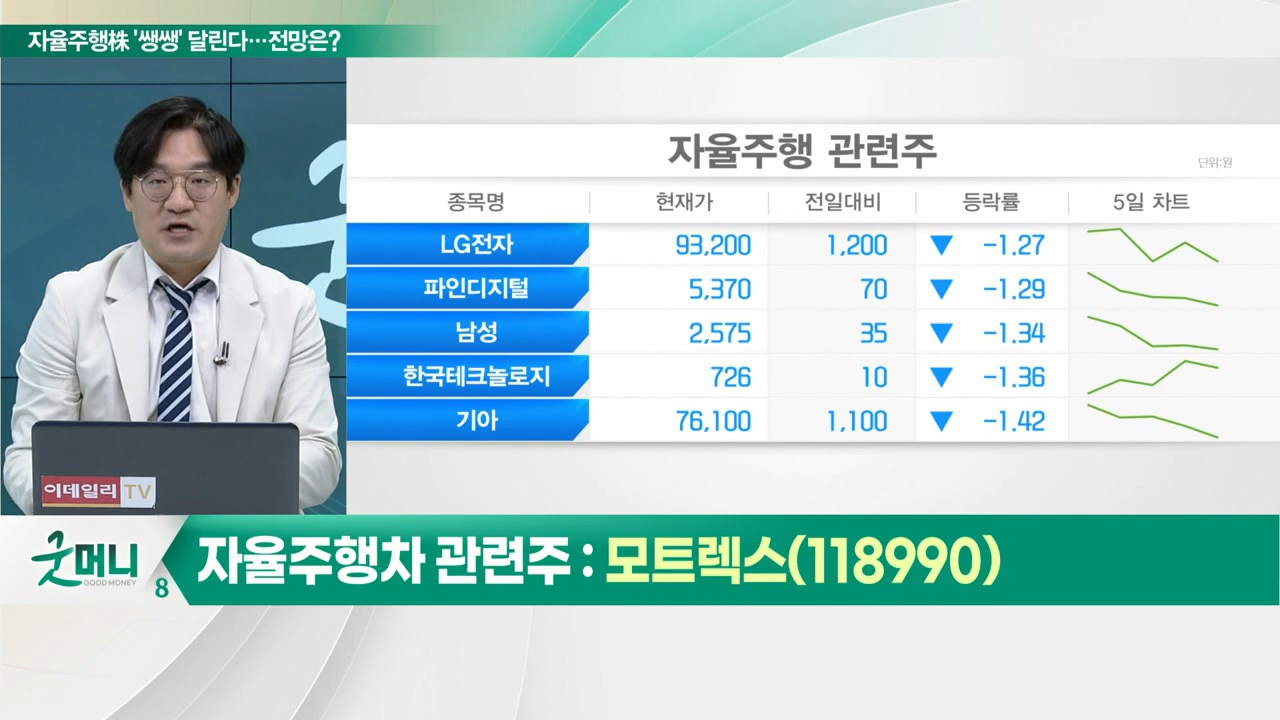 자율주행株 '쌩쌩' 달린다…전망은?
자율주행 관련주
단위:원
종목명 현재가 전일대비 등락률 5일 차트
LG전자 93,200 1,200 ▼ -1.27
파인디지털 5,370 70 ▼ -1.29
남성 2,575 35 ▼ -1.34
한국테크놀로지 726 10 ▼ -1.36
기아 76,100 1,100 ▼ -1.42
이데일리 TV
굿머니
GOOD MONEY
8
자율주행차 관련주 : 모트렉스(118990)